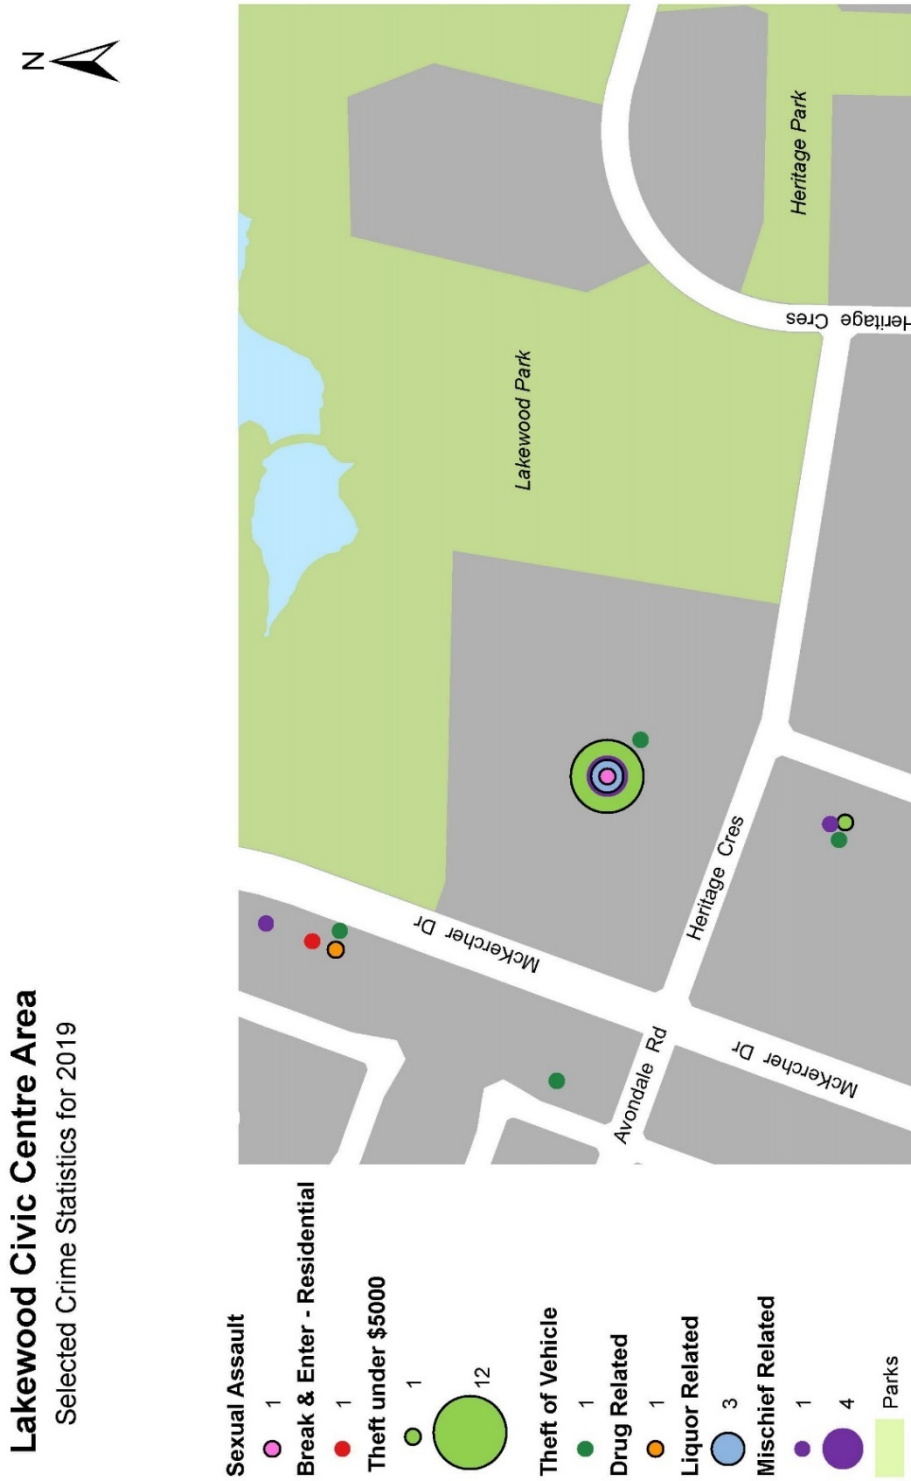 Lakewood Civic Centre Area
Selected Crime Statistics for 2019
N
Sexual Assault
1
Break & Enter - Residential
1
Theft under $5000
1
12
Theft of Vehicle
1
Drug Related
1
Liquor Related
3
Mischief Related
1
4
Parks
McKercher Dr
Lakewood Park
Avondale Rd
Heritage Cres
McKercher Dr
Heritage Cres
Heritage Park